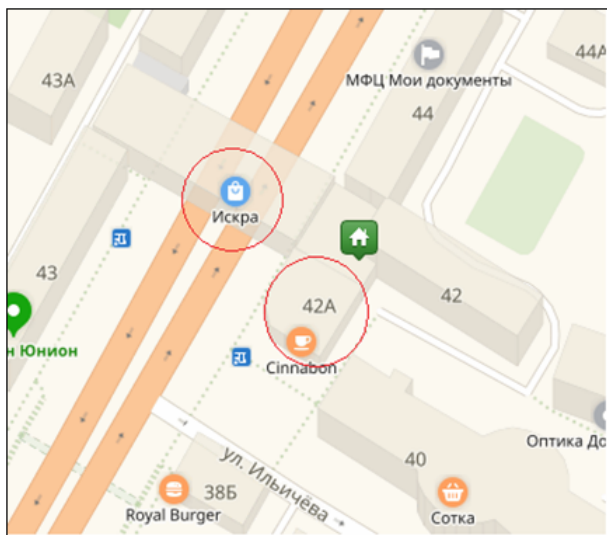 44А
43А
МФЦ Мои документы
44
Искра
43
42А
42
н Юнион
Cinnabon
Оптика До
ул. Ильичёва
40
38Б
Royal Burger
Сотка